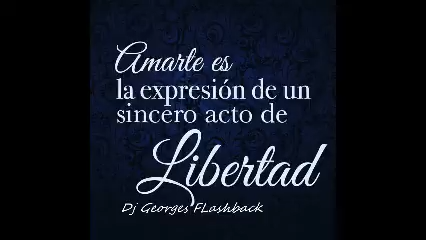 Amarte es
la expresión de un
sincero acto de
Libertad
Dj Georges FLashback